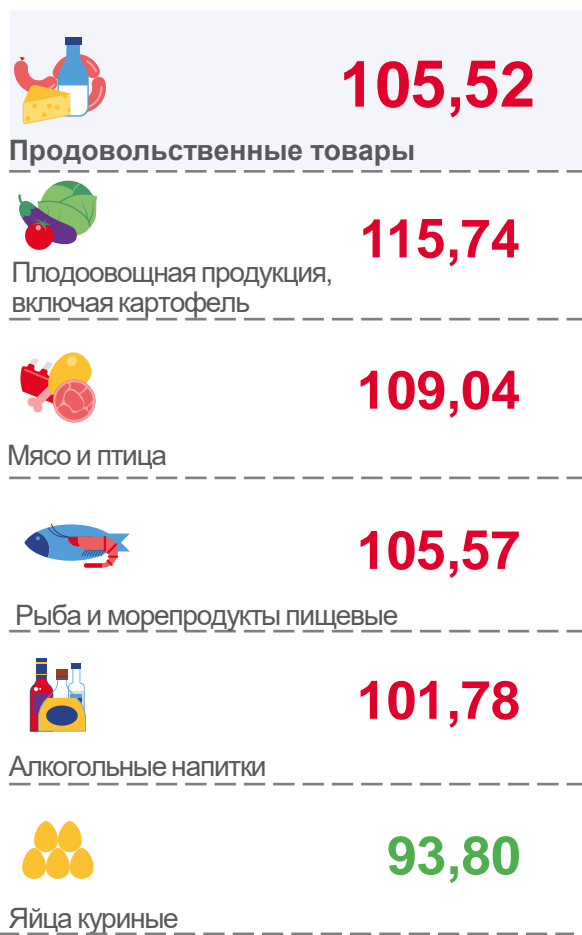 105,52
Продовольственные товары
115,74
Плодоовощная продукция,
включая картофель
109,04
Мясо и птица
105,57
Рыба и морепродукты пищевые
101,78
Алкогольные напитки
93,80
Яйца куриные